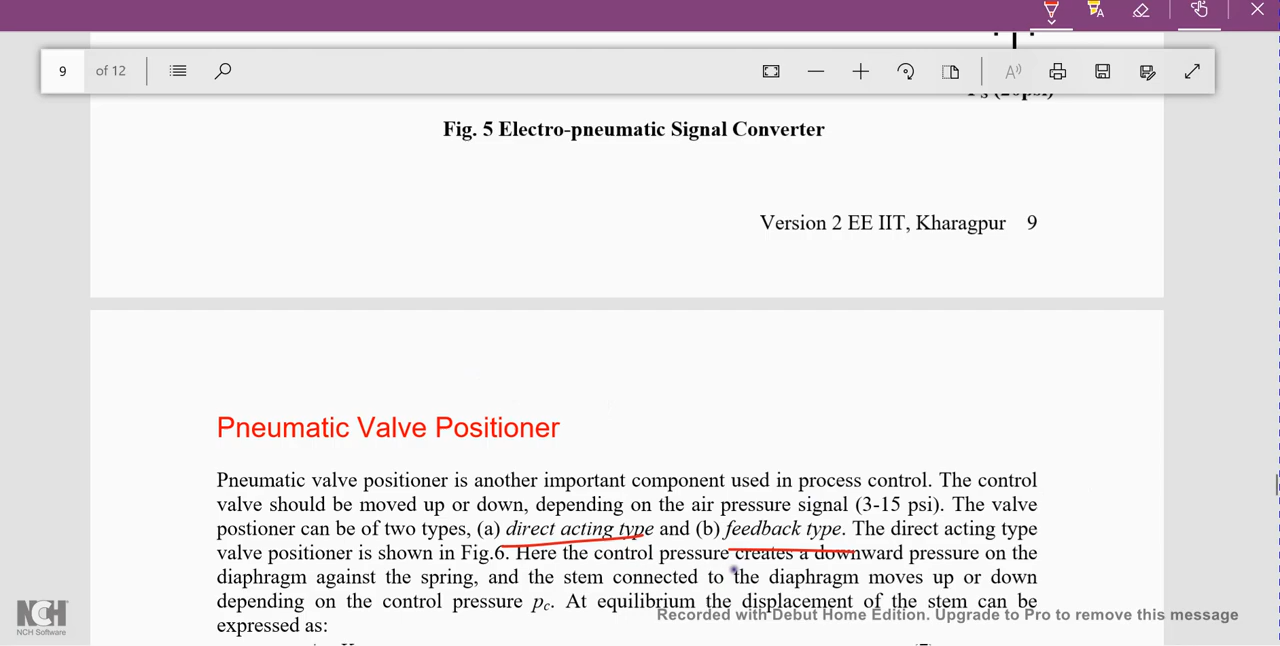 9 of 12
Fig. 5 Electro-pneumatic Signal Converter
Version 2 EE IIT, Kharagpur 9
Pneumatic Valve Positioner
Pneumatic valve positioner is another important component used in process control. The control
valve should be moved up or down, depending on the air pressure signal (3-15 psi). The valve
postioner can be of two types, (a) direct acting type and (b) feedback type. The direct acting type
valve positioner is shown in Fig.6. Here the control pressure creates a downward pressure on the
diaphragm against the spring, and the stem connected to the diaphragm moves up or down
depending on the control pressure pc. At equilibrium the displacement of the stem can be
expressed as:
Recorded with Debut Home Edition. Upgrade to Pro to remove this message
NCH
NCH Software